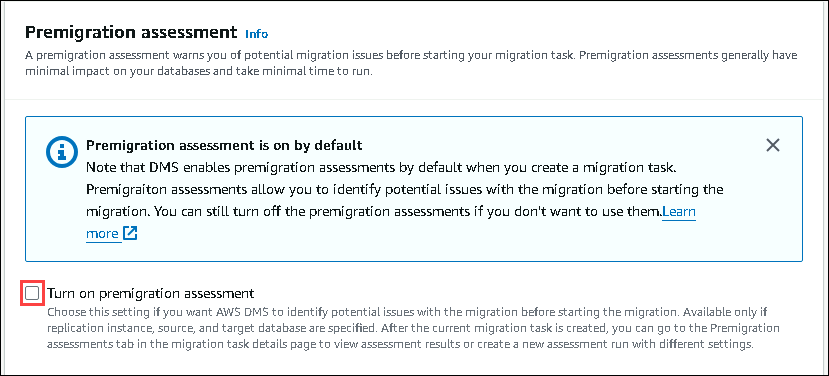 Premigration assessment Info
A premigration assessment warns you of potential migration issues before starting your migration task. Premigration assessments generally have
minimal impact on your databases and take minimal time to run.
Premigration assessment is on by default
Note that DMS enables premigration assessments by default when you create a migration task.
Premigraiton assessments allow you to identify potential issues with the migration before starting the
migration. You can still turn off the premigration assessments if you don't want to use them.Learn
more
Turn on premigration assessment
Choose this setting if you want AWS DMS to identify potential issues with the migration before starting the migration. Available only if
replication instance, source, and target database are specified. After the current migration task is created, you can go to the Premigration
assessments tab in the migration task details page to view assessment results or create a new assessment run with different settings.